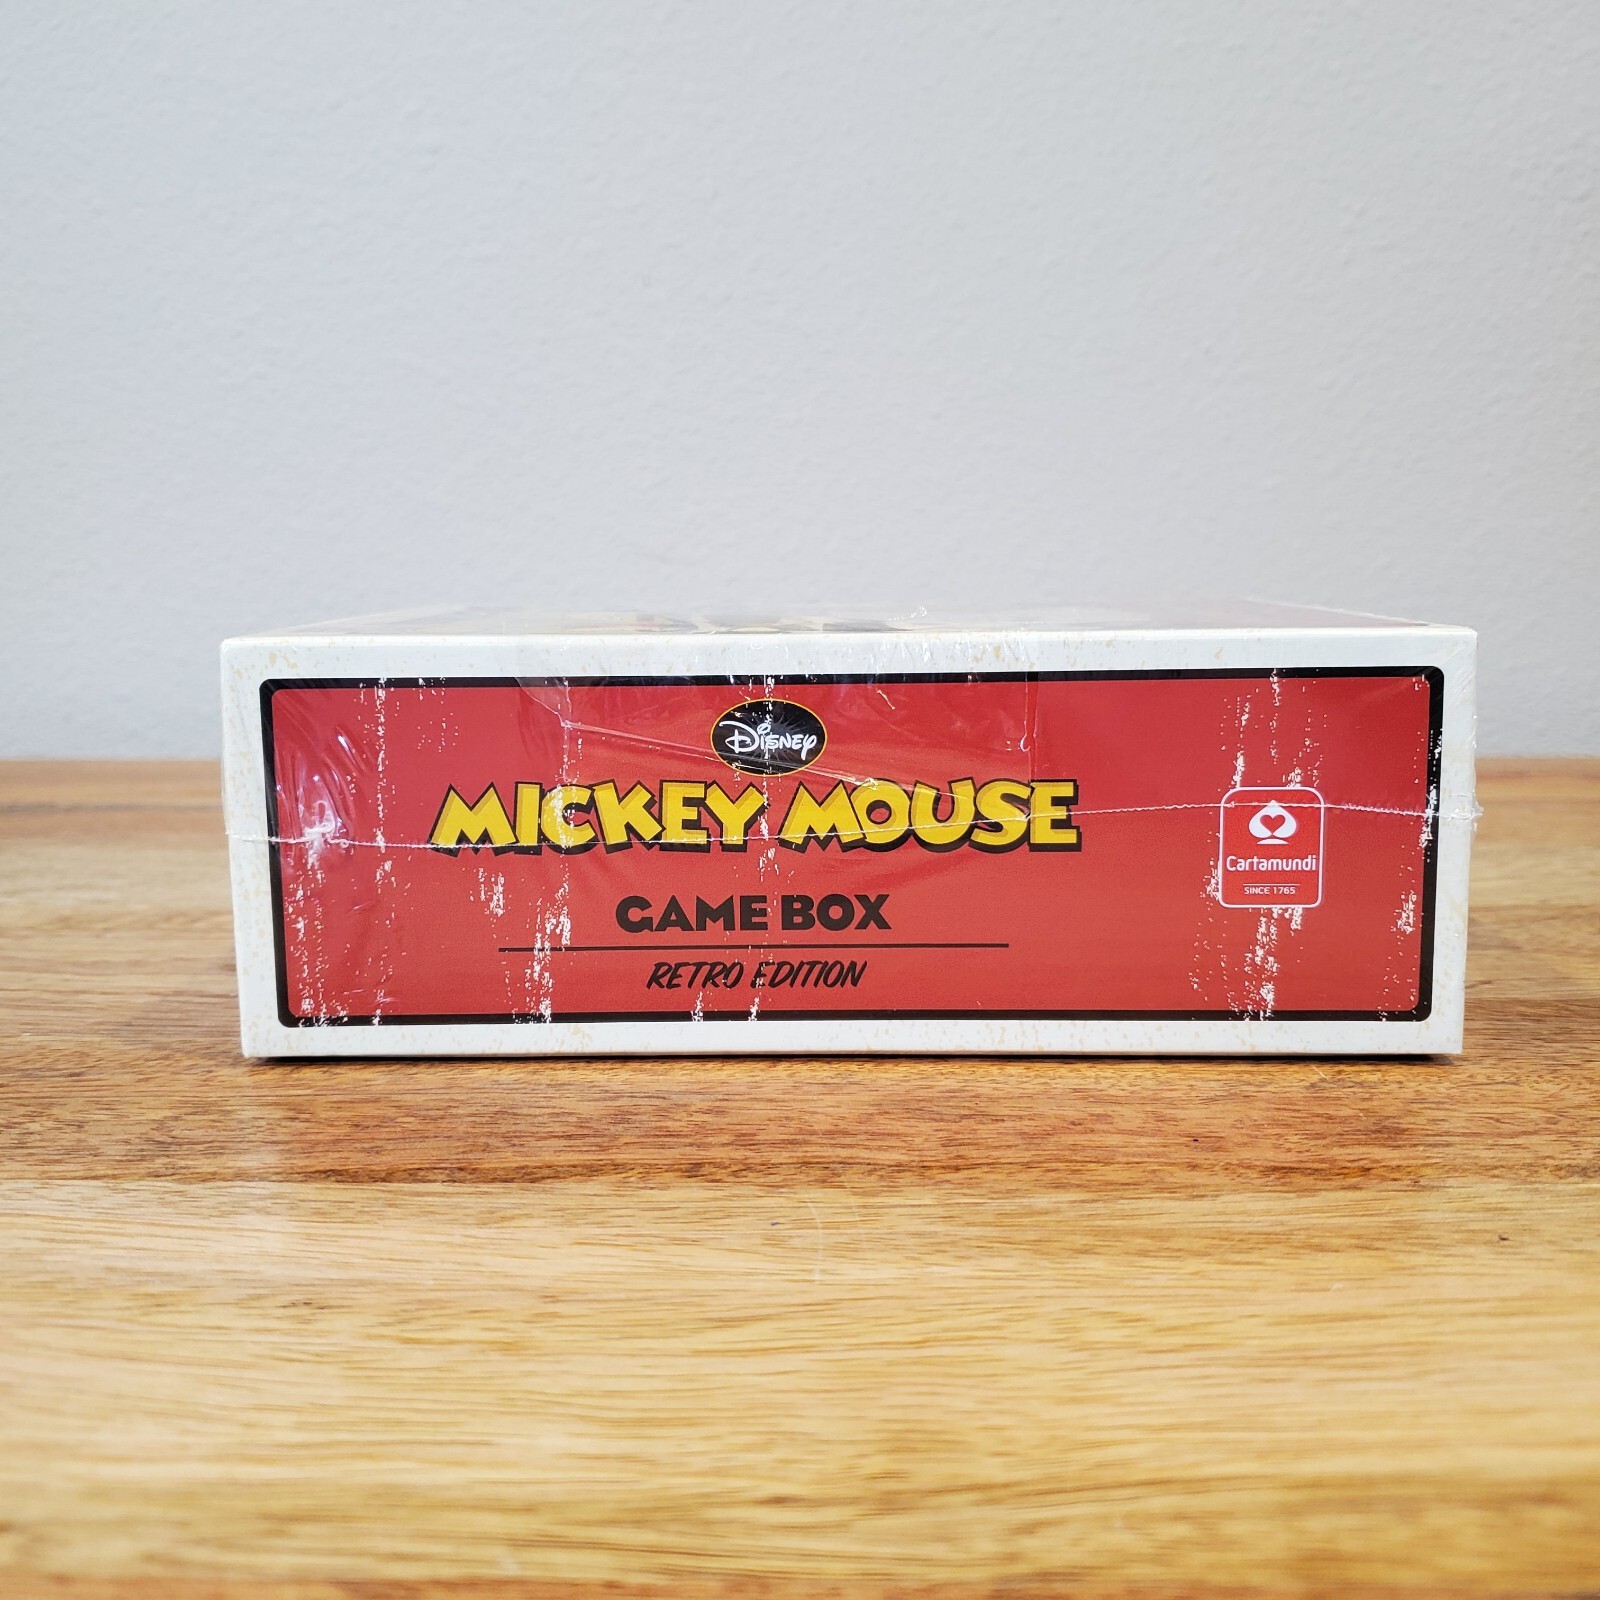 Disney
MICKEY MOUSE
GAME BOX
RETRO EDITION
Cartamundi
SINCE 1765